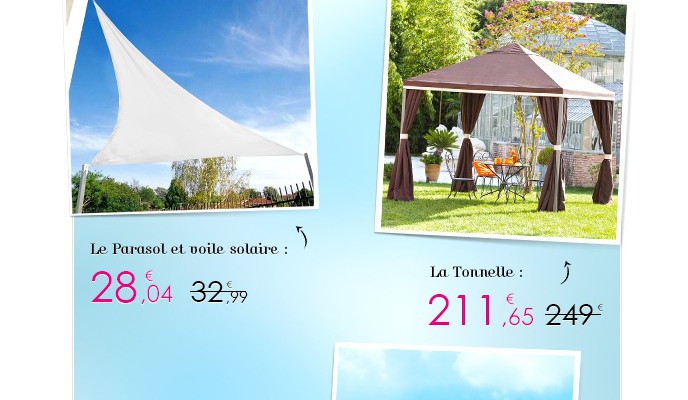 Le Parasol et voile solaire :
28€,04 32€,99
La Tonnelle :
211€,65 249€